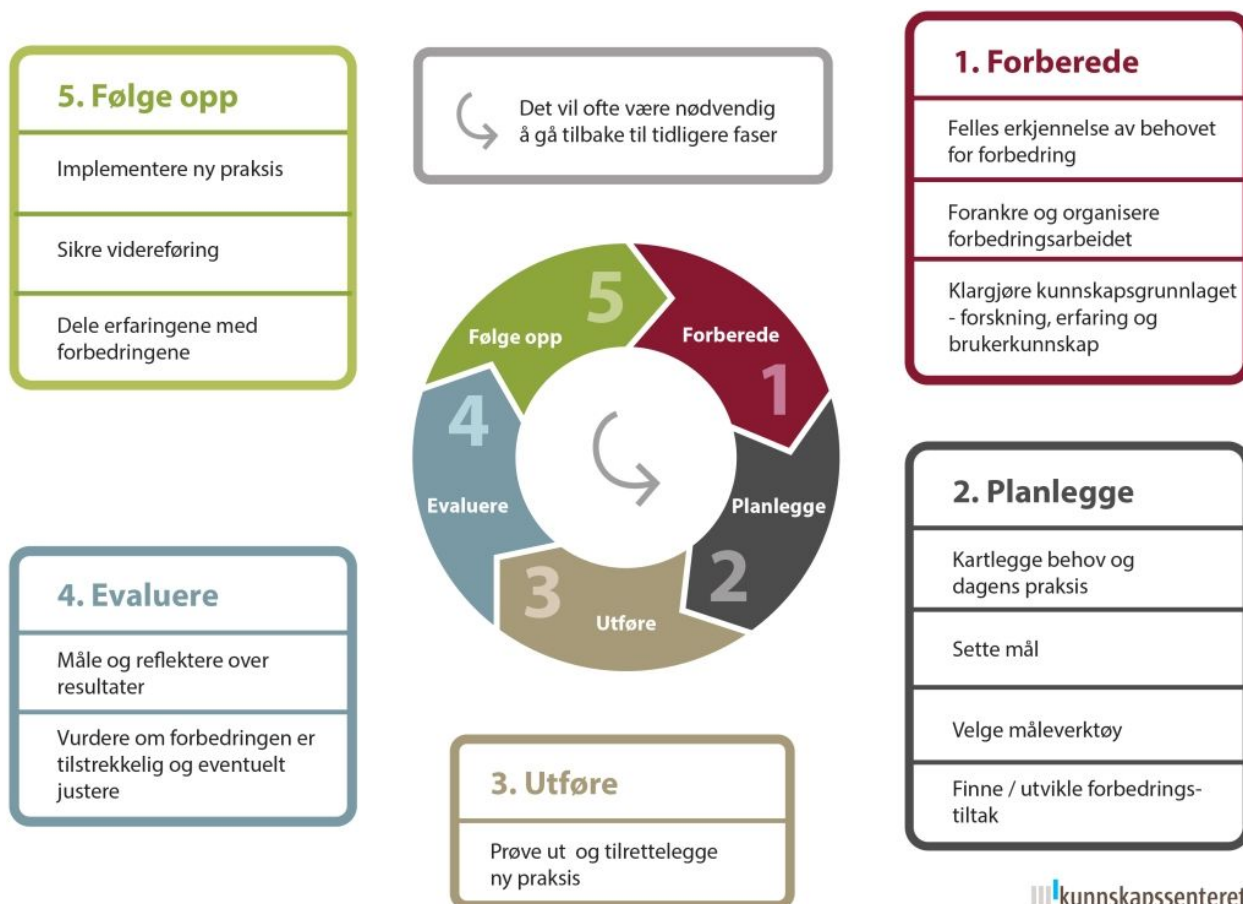 5. Følge opp
Implementere ny praksis
Sikre videreføring
Dele erfaringene med
forbedringene
Det vil ofte være nødvendig
å gå tilbake til tidligere faser
1. Forberede
Felles erkjennelse av behovet
for forbedring
Forankre og organisere
forbedringsarbeidet
Klargjøre kunnskapsgrunnlaget
- forskning, erfaring og
brukerkunnskap
5
Følge opp
Forberede
1
4
Evaluere
Planlegge
2
3
Utføre
2. Planlegge
Kartlegge behov og
dagens praksis
Sette mål
Velge måleverktøy
Finne / utvikle forbedrings-
tiltak
4. Evaluere
Måle og reflektere over
resultater
Vurdere om forbedringen er
tilstrekkelig og eventuelt
justere
3. Utføre
Prøve ut og tilrettelegge
ny praksis
kunnskapssenteret